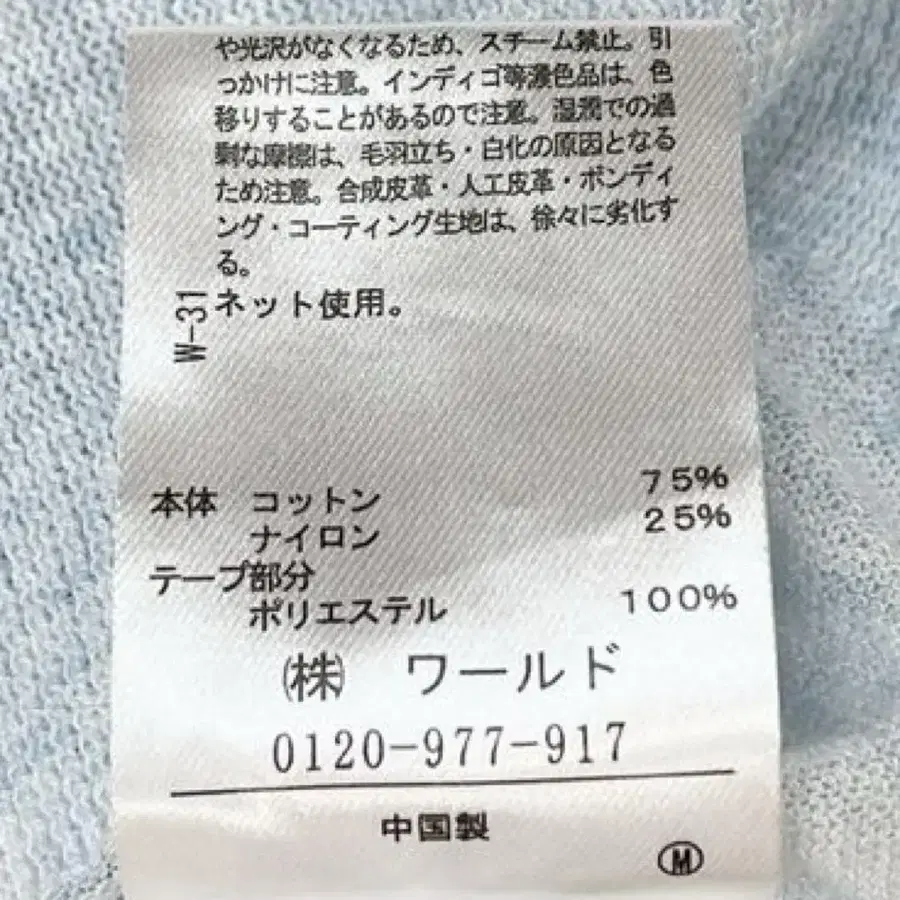 や光沢がなくなるため、スチーム禁止。引
っかけに注意。インディゴ等濃色品は、色
移りすることがあるので注意。湿潤での過
剰な摩擦は、毛羽立ち・白化の原因となる
ため注意。合成皮革・人工皮革・ボンディ
ング・コーティング生地は、徐々に劣化す
る。
W-31
ネット使用。
本体 コットン 75%
ナイロン 25%
テープ部分
ポリエステル 100%
㈱ ワールド
0120-977-917
中国製
Ⓜ